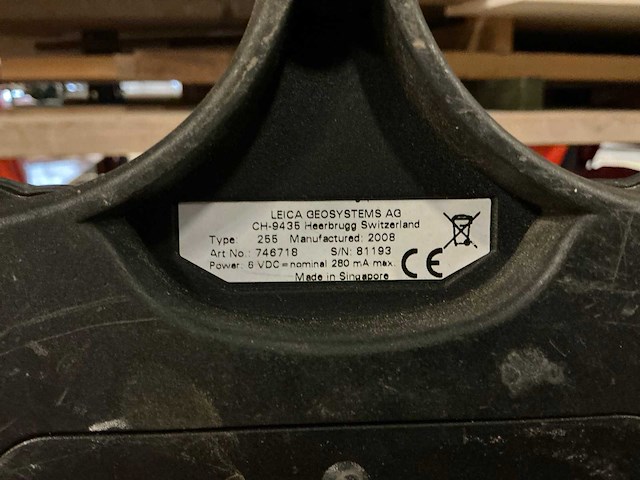 LEICA GEOSYSTEMS AG
CH-9435 Heerbrugg Switzerland
Type: 255 Manufactured: 2008
Art No.: 746718 S/N: 81193
Power: 6 VDC=nominal 280 mA max.
Made in Singapore
CE